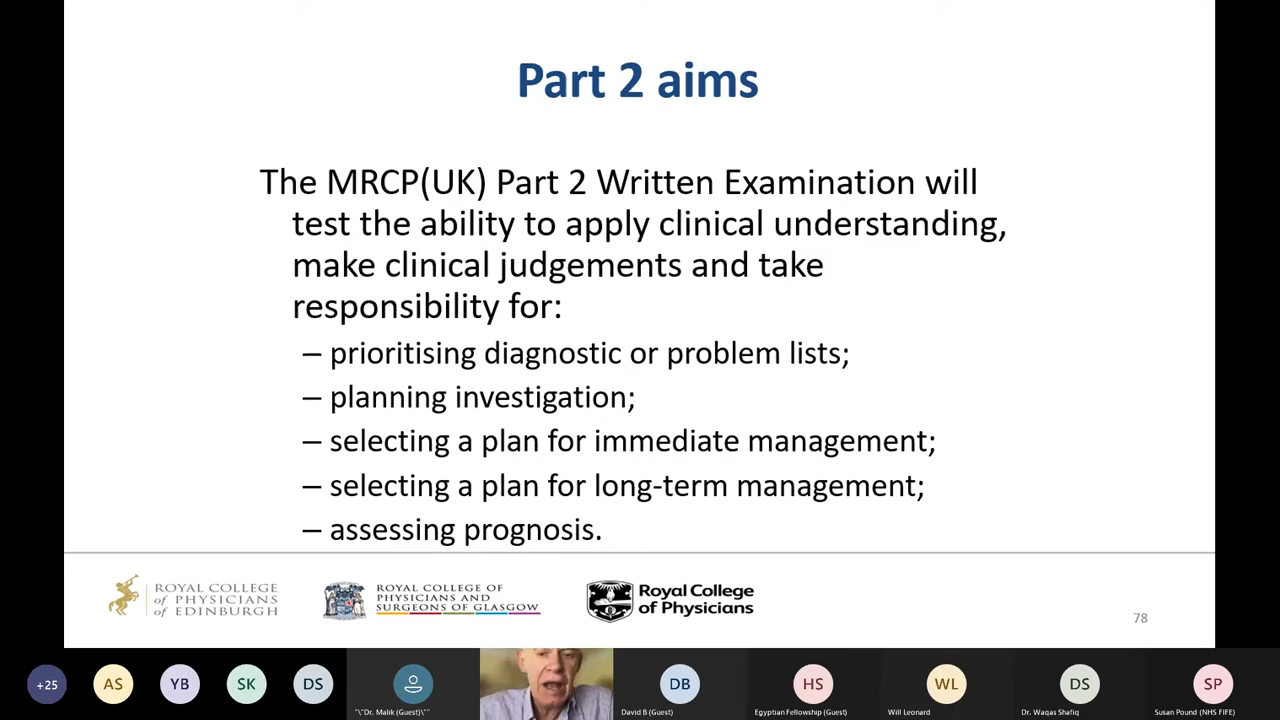 Part 2 aims
The MRCP(UK) Part 2 Written Examination will
test the ability to apply clinical understanding,
make clinical judgements and take
responsibility for:
– prioritising diagnostic or problem lists;
– planning investigation;
– selecting a plan for immediate management;
– selecting a plan for long-term management;
– assessing prognosis.
ROYAL COLLEGE
of PHYSICIANS
of EDINBURGH
ROYAL COLLEGE OF
PHYSICIANS AND
SURGEONS OF GLASGOW
Royal College
of Physicians
78
+25
AS
YB
SK
DS
"\"Dr. Malik (Guest)\""
DB
David B (Guest)
HS
Egyptian Fellowship (Guest)
WL
Will Leonard
DS
Dr. Waqas Shafiq
SP
Susan Pound (NHS FIFE)